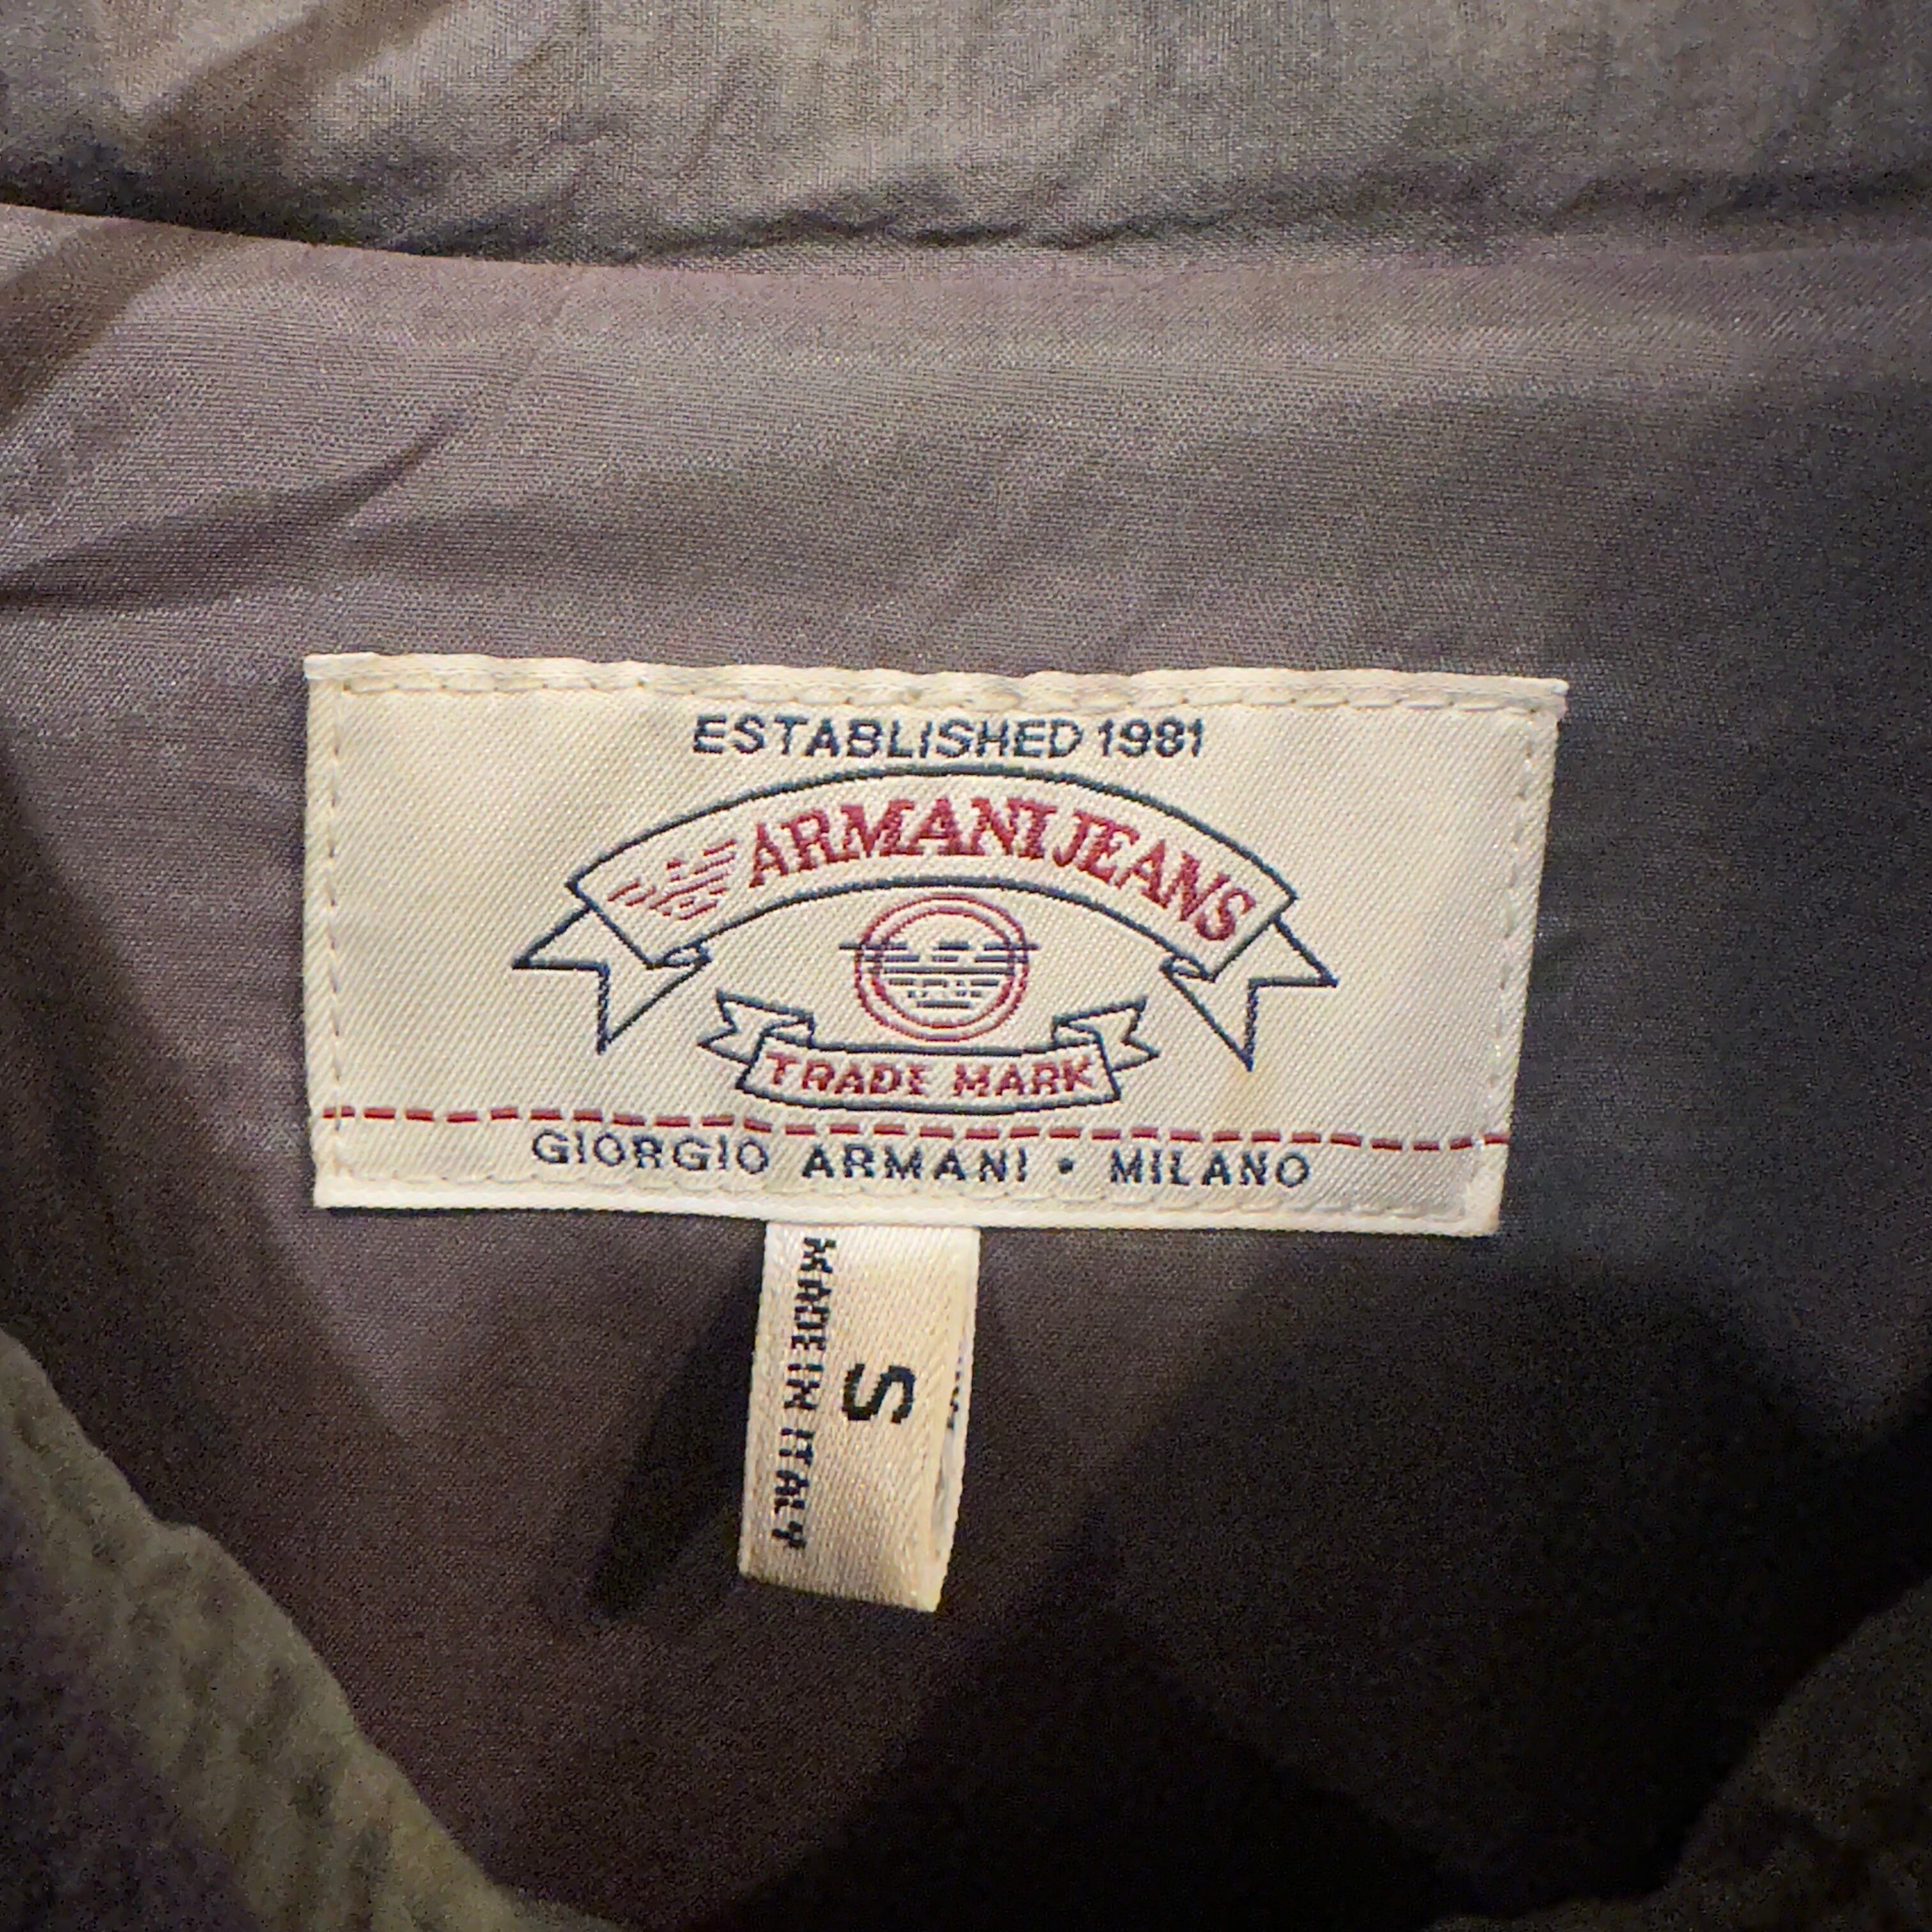 ESTABLISHED 1981
ARMANI JEANS
TRADE MARK
GIORGIO ARMANI • MILANO
MADE IN ITALY
S